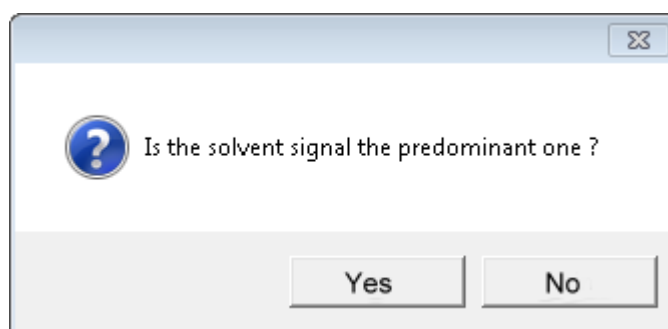 Is the solvent signal the predominant one ?
Yes No